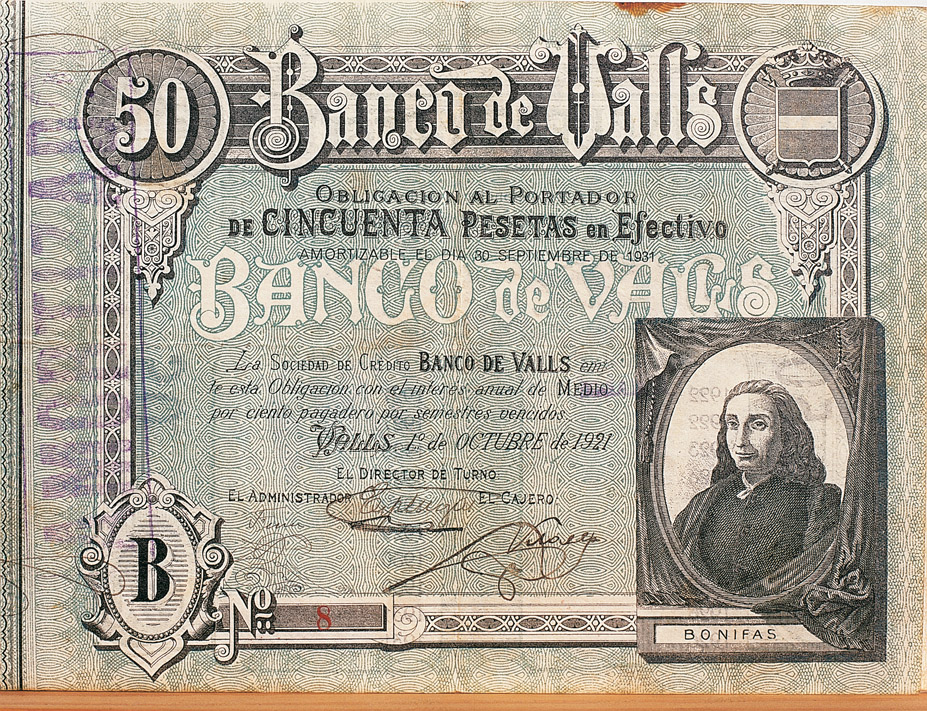 50
Banco de Valls
OBLIGACION AL PORTADOR
DE CINCUENTA PESETAS en Efectivo
AMORTIZABLE EL DIA 30 SEPTIEMBRE DE 1931
BANCO de VALLS
La SOCIEDAD DE CRÉDITO BANCO DE VALLS emi
te esta Obligacion con el interés anual de MEDIO
por ciento pagadero por semestres vencidos.
VALLS, 1º de OCTUBRE de 1921
EL DIRECTOR DE TURNO
EL ADMINISTRADOR EL CAJERO
B
Nº 8
BONIFAS